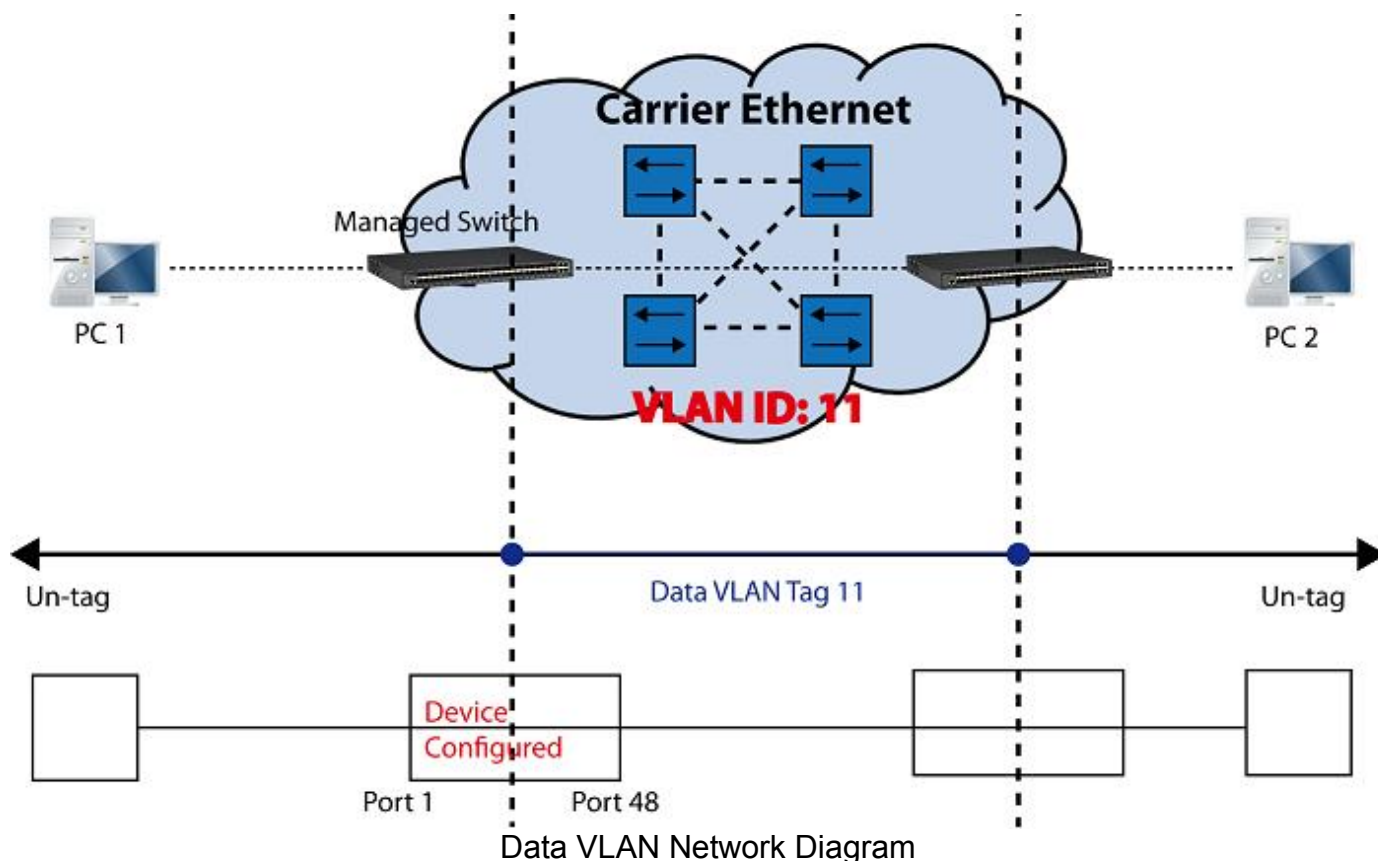 Carrier Ethernet
Managed Switch
PC 1
PC 2
VLAN ID: 11
Un-tag
Data VLAN Tag 11
Un-tag
Device
Configured
Port 1
Port 48
Data VLAN Network Diagram